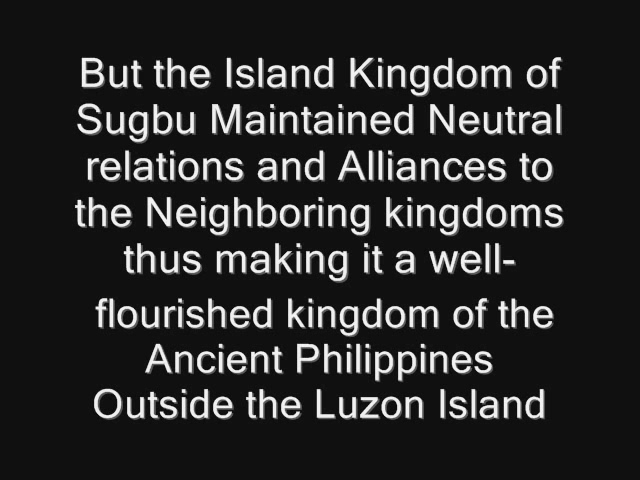 But the Island Kingdom of
Sugbu Maintained Neutral
relations and Alliances to
the Neighboring kingdoms
thus making it a well-
flourished kingdom of the
Ancient Philippines
Outside the Luzon Island